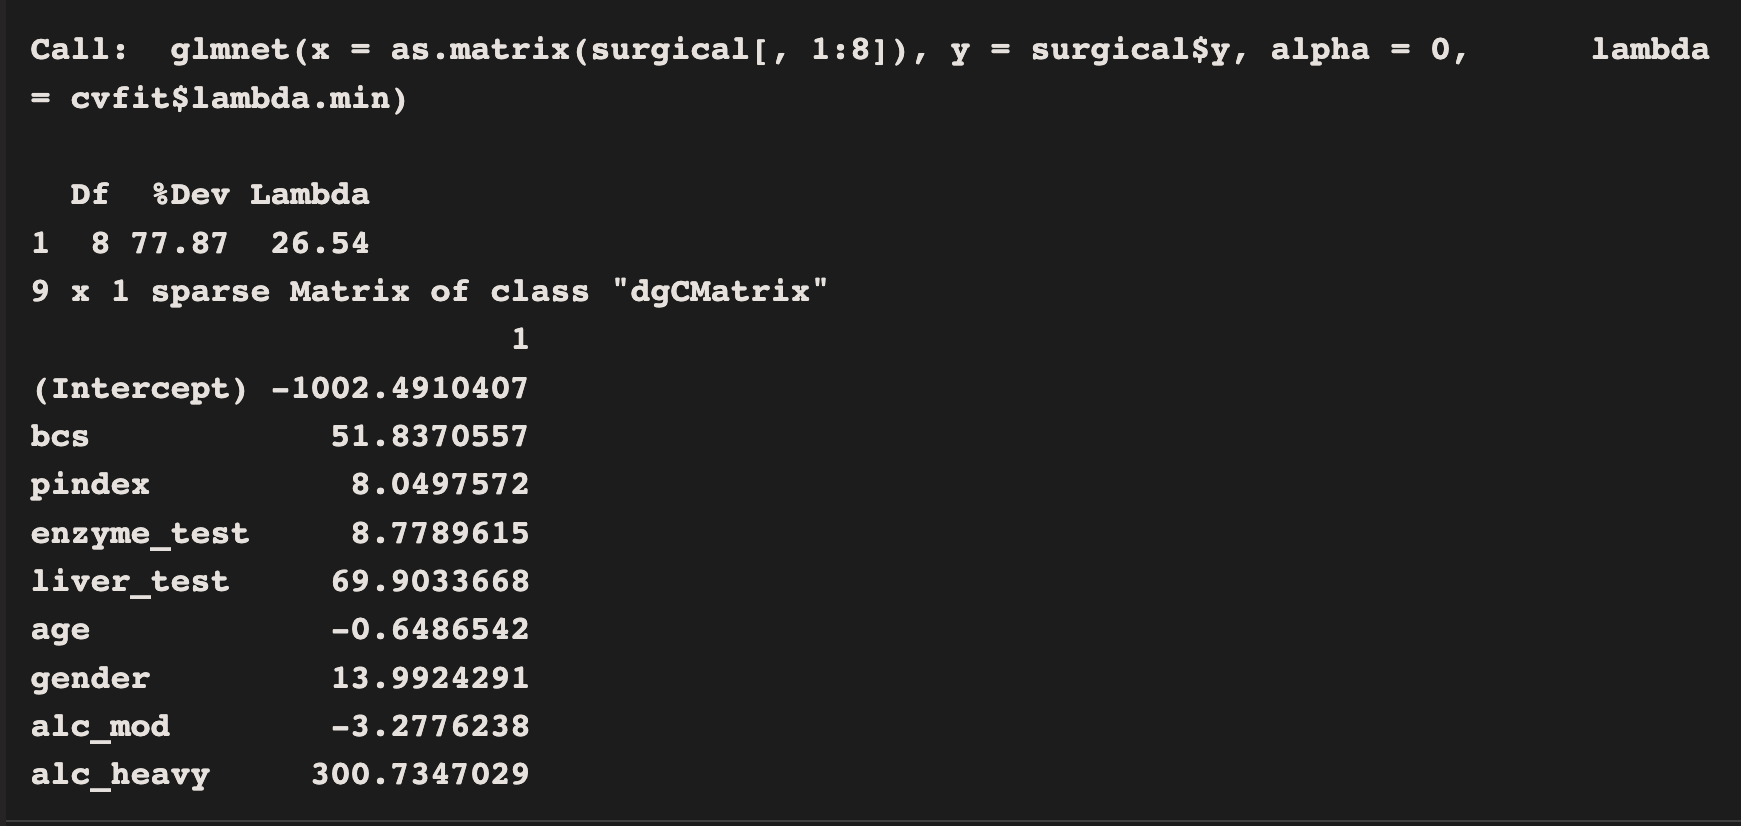 Call:  glmnet(x = as.matrix(surgical[, 1:8]), y = surgical$y, alpha = 0,      lambda
= cvfit$lambda.min)
  Df  %Dev Lambda
1  8 77.87  26.54
9 x 1 sparse Matrix of class "dgCMatrix"
                        1
(Intercept) -1002.4910407
bcs            51.8370557
pindex          8.0497572
enzyme_test     8.7789615
liver_test     69.9033668
age            -0.6486542
gender         13.9924291
alc_mod        -3.2776238
alc_heavy     300.7347029